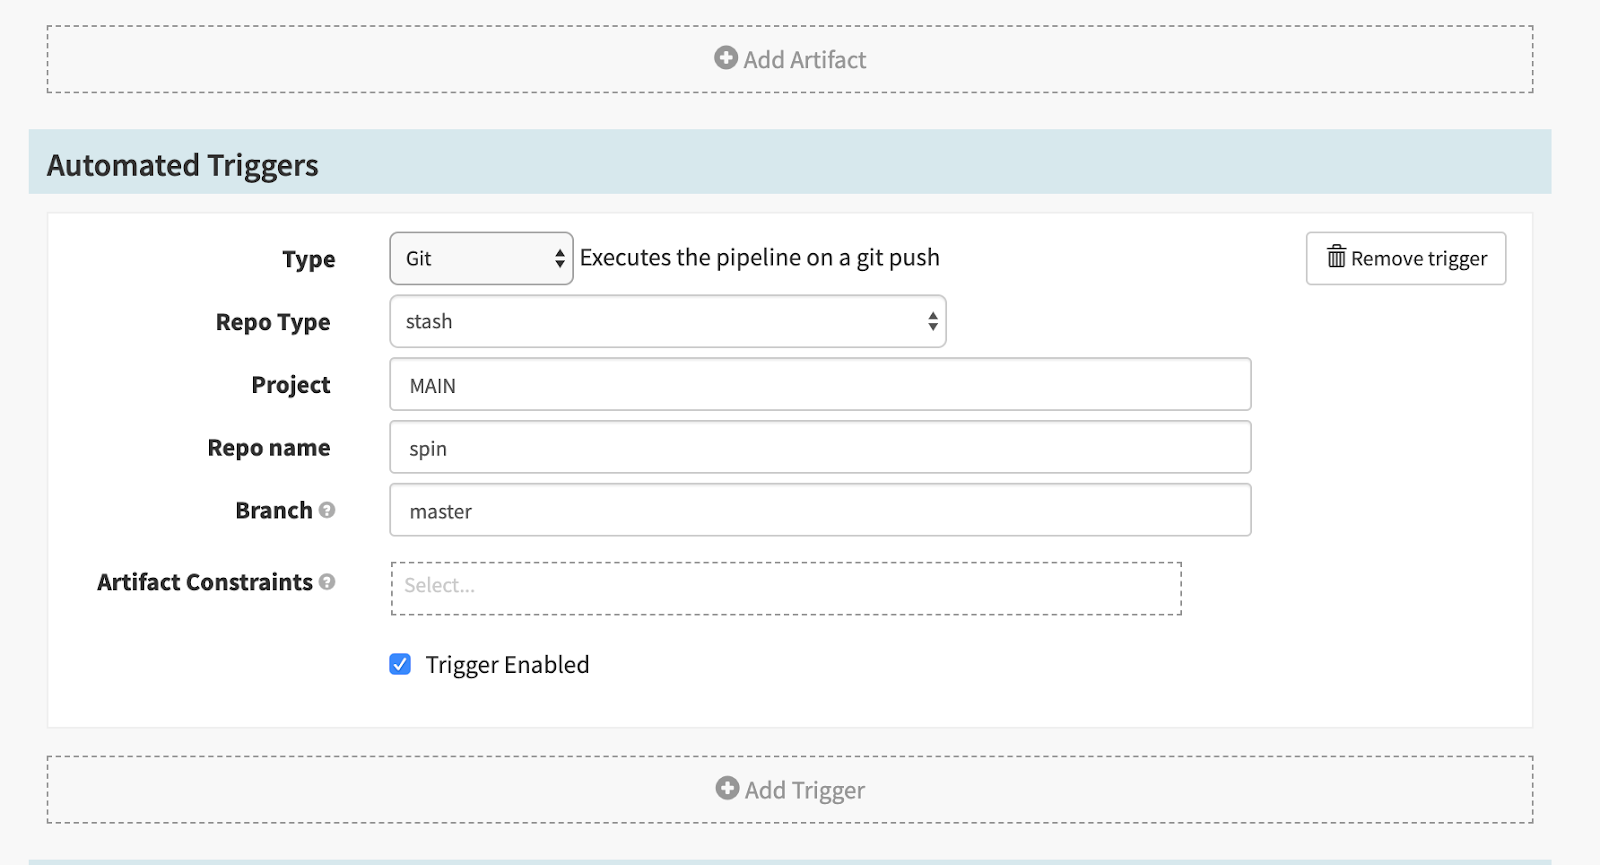 Add Artifact
Automated Triggers
Type Git Executes the pipeline on a git push Remove trigger
Repo Type stash
Project MAIN
Repo name spin
Branch ? master
Artifact Constraints ? Select...
Trigger Enabled
Add Trigger